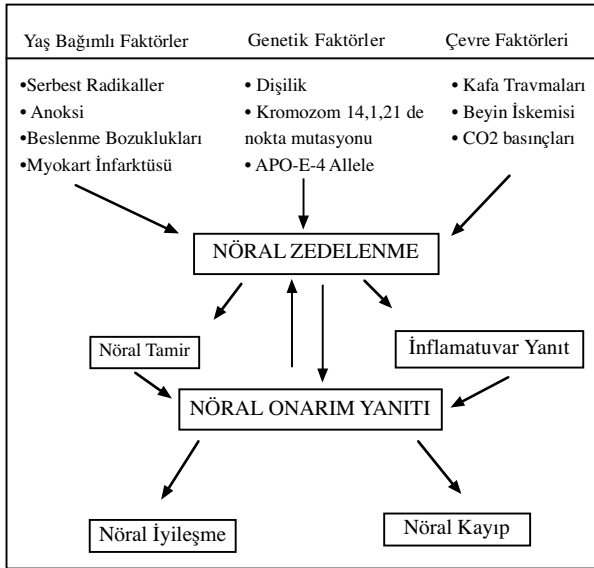 Yaş Bağımlı Faktörler
Genetik Faktörler
Çevre Faktörleri
•Serbest Radikaller
• Anoksi
•Beslenme Bozuklukları
•Myokart İnfarktüsü
• Dişilik
• Kromozom 14,1,21 de
nokta mutasyonu
• APO-E-4 Allele
• Kafa Travmaları
• Beyin İskemisi
• CO2 basınçları
NÖRAL ZEDELENME
Nöral Tamir
İnflamatuvar Yanıt
NÖRAL ONARIM YANITI
Nöral İyileşme
Nöral Kayıp